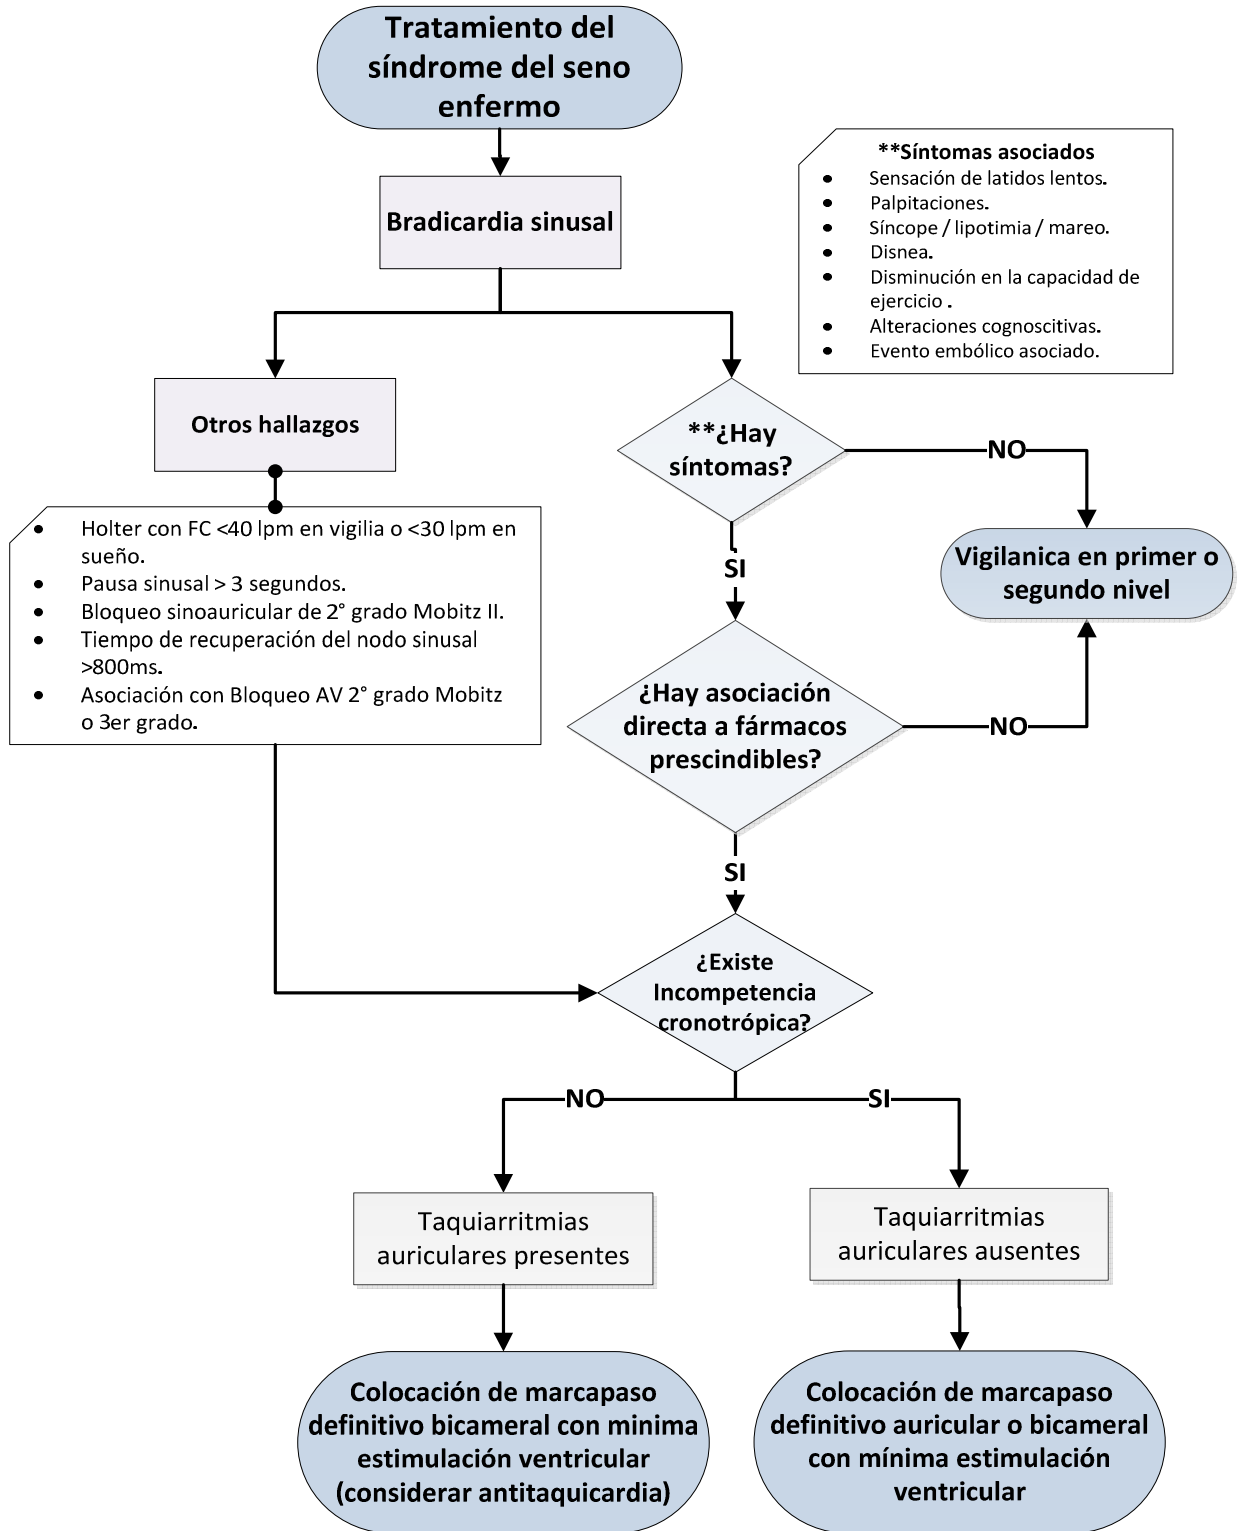 Tratamiento del
síndrome del seno
enfermo
Bradicardia sinusal
**Síntomas asociados
● Sensación de latidos lentos.
● Palpitaciones.
● Síncope / lipotimia / mareo.
● Disnea.
● Disminución en la capacidad de
ejercicio .
● Alteraciones cognoscitivas.
● Evento embólico asociado.
Otros hallazgos
**¿Hay
síntomas?
NO
● Holter con FC <40 lpm en vigilia o <30 lpm en
sueño.
● Pausa sinusal > 3 segundos.
● Bloqueo sinoauricular de 2° grado Mobitz II.
● Tiempo de recuperación del nodo sinusal
>800ms.
● Asociación con Bloqueo AV 2° grado Mobitz
o 3er grado.
SI
Vigilanica en primer o
segundo nivel
¿Hay asociación
directa a fármacos
prescindibles?
NO
SI
¿Existe
Incompetencia
cronotrópica?
NO
SI
Taquiarritmias
auriculares presentes
Taquiarritmias
auriculares ausentes
Colocación de marcapaso
definitivo bicameral con minima
estimulación ventricular
(considerar antitaquicardia)
Colocación de marcapaso
definitivo auricular o bicameral
con mínima estimulación
ventricular